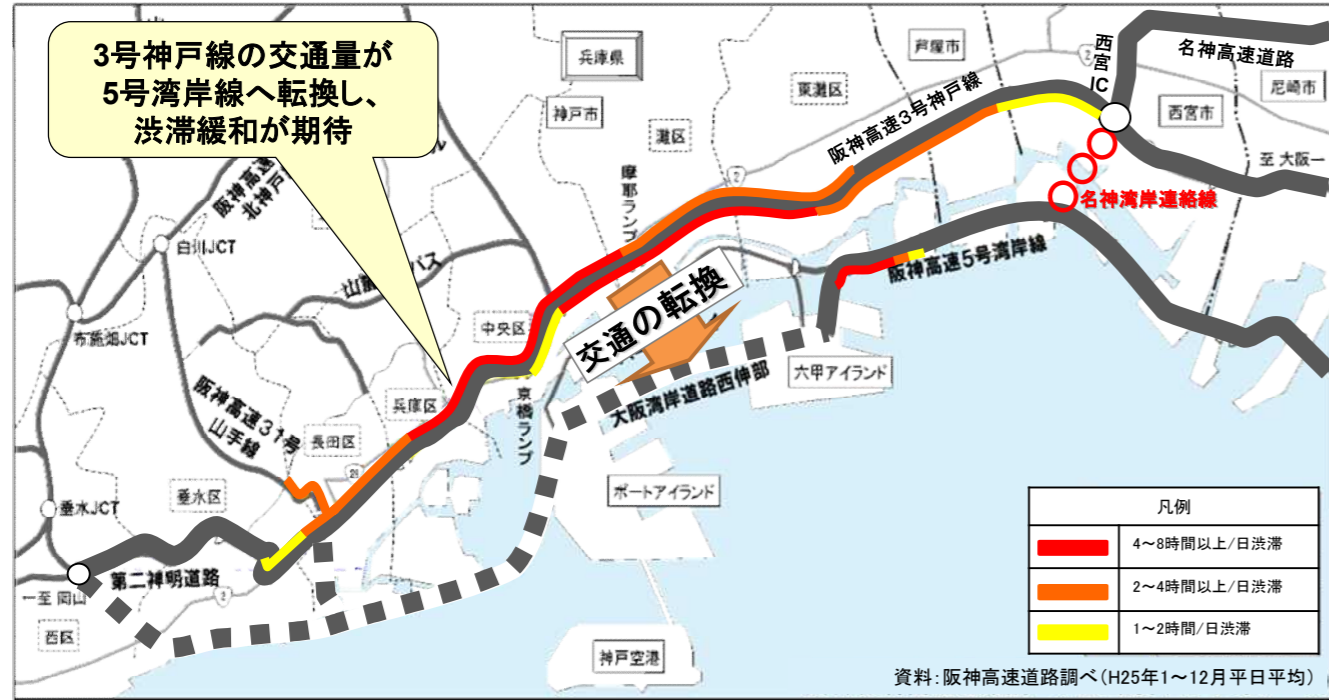 3号神戸線の交通量が
5号湾岸線へ転換し、
渋滞緩和が期待
兵庫県
神戸市
芦屋市
東灘区
灘区
西宮IC
名神高速道路
尼崎市
西宮市
至 大阪
阪神高速3号神戸線
2
2
名神湾岸連絡線
阪神高速5号湾岸線
摩耶ランプ
阪神高速
北神戸
白川JCT
布施畑JCT
バス
中央区
交通の転換
六甲アイランド
大阪湾岸道路西伸部
京橋ランプ
兵庫区
阪神高速31号
山手線
長田区
垂水区
垂水JCT
第二神明道路
2
至 岡山
西区
ポートアイランド
神戸空港
凡例
4~8時間以上/日渋滞
2~4時間以上/日渋滞
1~2時間/日渋滞
資料:阪神高速道路調べ(H25年1~12月平日平均)